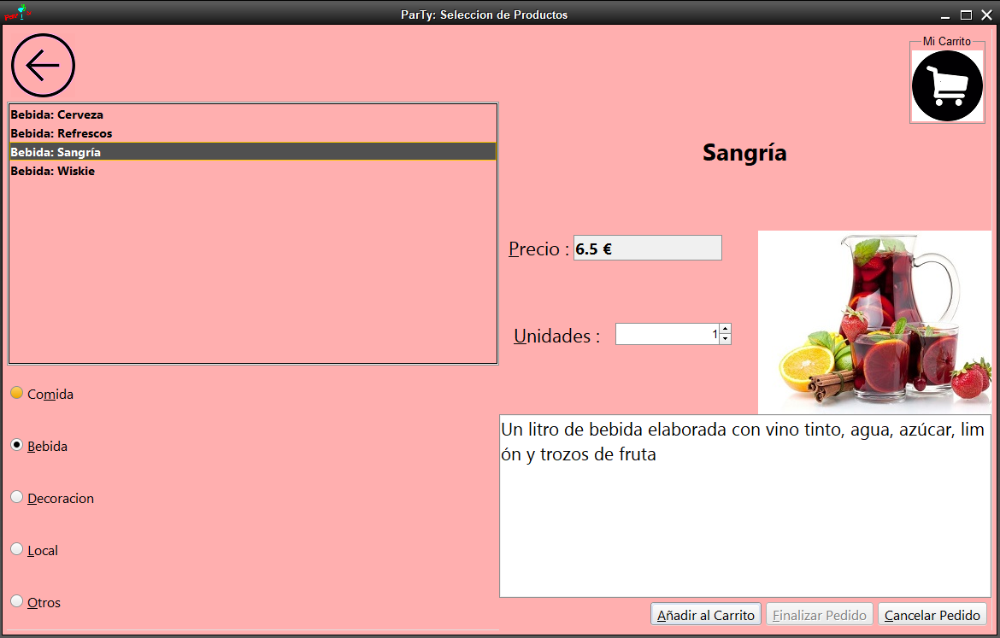 ParTy: Seleccion de Productos
Mi Carrito
Bebida: Cerveza
Bebida: Refrescos
Bebida: Sangría
Bebida: Wiskie
Sangría
Precio : 6.5 €
Unidades : 1
Comida
Bebida
Decoracion
Local
Otros
Un litro de bebida elaborada con vino tinto, agua, azúcar, lim
ón y trozos de fruta
Añadir al Carrito Finalizar Pedido Cancelar Pedido